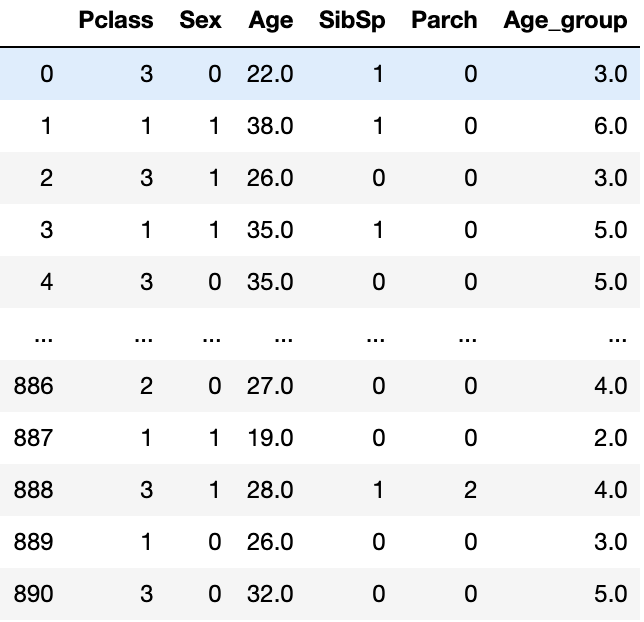 Pclass Sex Age SibSp Parch Age_group
0 3 0 22.0 1 0 3.0
1 1 1 38.0 1 0 6.0
2 3 1 26.0 0 0 3.0
3 1 1 35.0 1 0 5.0
4 3 0 35.0 0 0 5.0
... ... ... ... ... ... ...
886 2 0 27.0 0 0 4.0
887 1 1 19.0 0 0 2.0
888 3 1 28.0 1 2 4.0
889 1 0 26.0 0 0 3.0
890 3 0 32.0 0 0 5.0